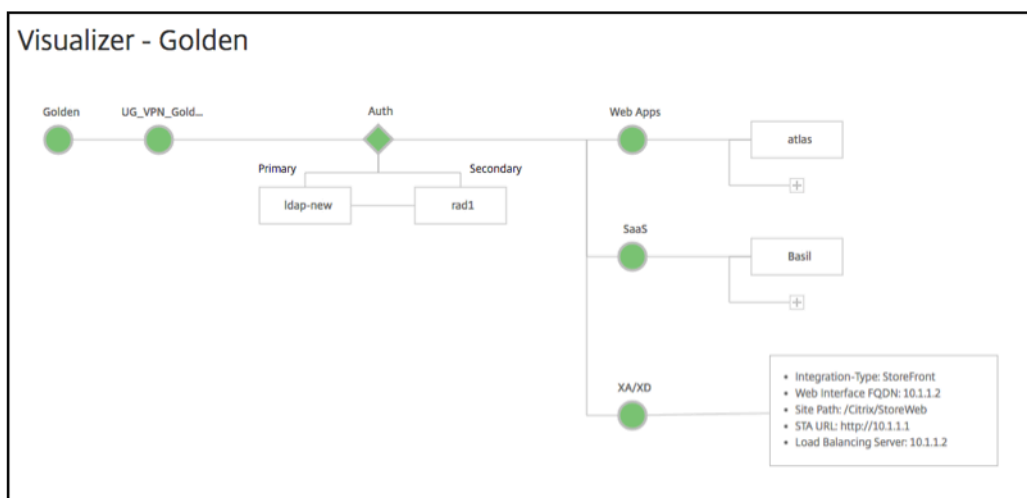 Visualizer - Golden
Golden
UG_VPN_Gold...
Auth
Web Apps
atlas
Primary
Secondary
ldap-new
rad1
SaaS
Basil
XA/XD
• Integration-Type: StoreFront
• Web Interface FQDN: 10.1.1.2
• Site Path: /Citrix/StoreWeb
• STA URL: http://10.1.1.1
• Load Balancing Server: 10.1.1.2